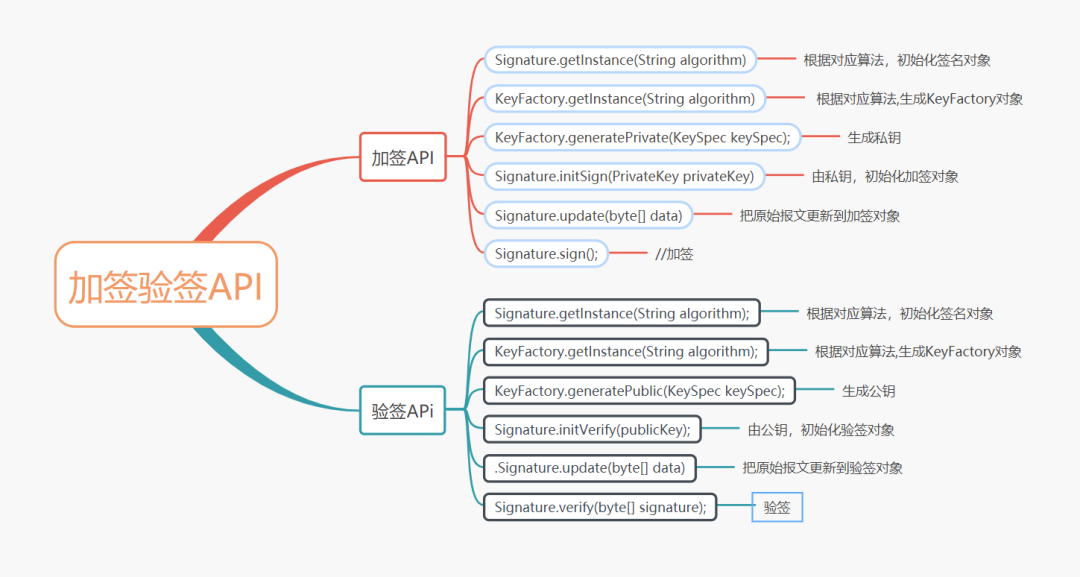 加签验签API
加签API
Signature.getInstance(String algorithm) 根据对应算法，初始化签名对象
KeyFactory.getInstance(String algorithm) 根据对应算法,生成KeyFactory对象
KeyFactory.generatePrivate(KeySpec keySpec); 生成私钥
Signature.initSign(PrivateKey privateKey) 由私钥，初始化加签对象
Signature.update(byte[] data) 把原始报文更新到加签对象
Signature.sign(); //加签
验签APi
Signature.getInstance(String algorithm); 根据对应算法，初始化签名对象
KeyFactory.getInstance(String algorithm); 根据对应算法,生成KeyFactory对象
KeyFactory.generatePublic(KeySpec keySpec); 生成公钥
Signature.initVerify(publicKey); 由公钥，初始化验签对象
.Signature.update(byte[] data) 把原始报文更新到验签对象
Signature.verify(byte[] signature); 验签